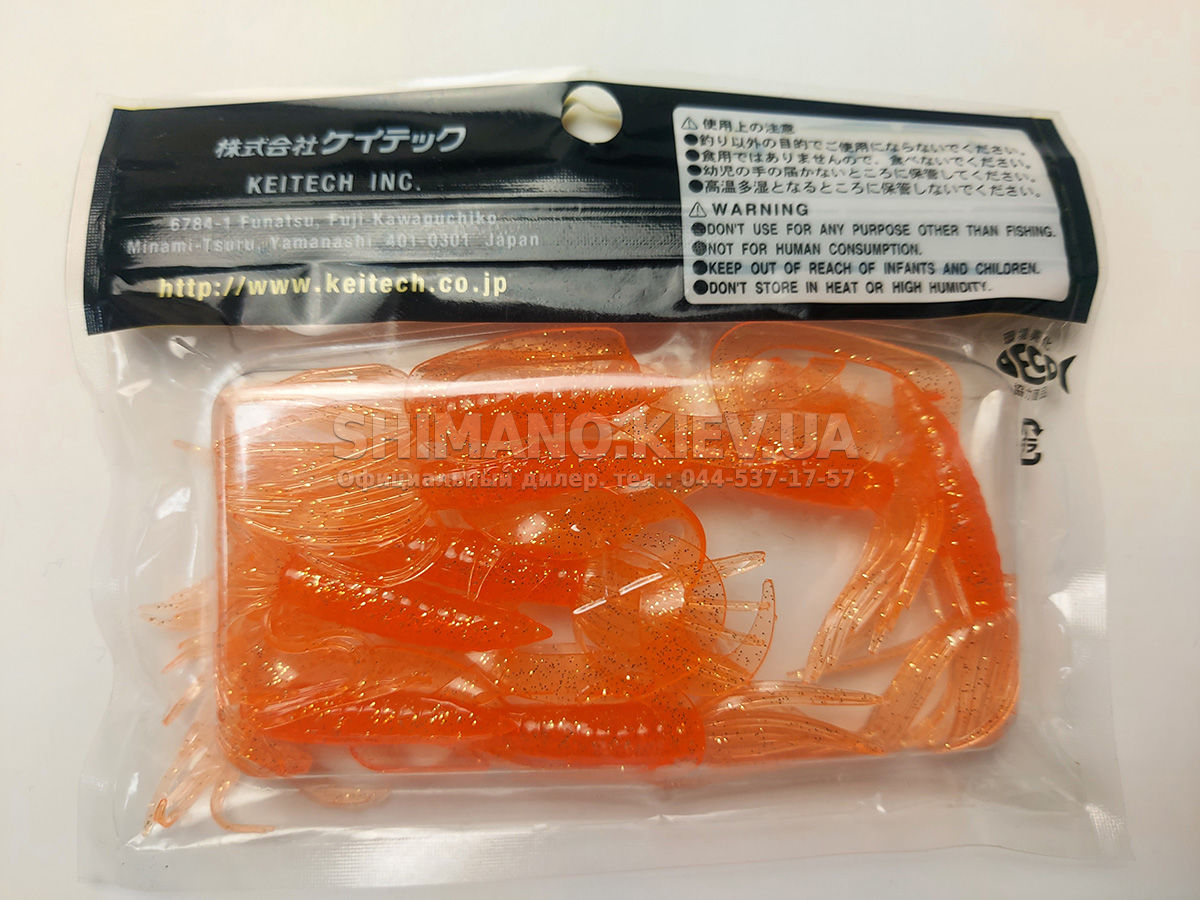 株式会社ケイテック
KEITECH INC.
6784-1 Funatsu, Fuji-Kawaguchiko
Minami-Tsuru, Yamanashi 401-0301 Japan
http://www.keitech.co.jp
⚠使用上の注意
●釣り以外の目的でご使用にならないでください。
●食用ではありませんので、食べないでください。
●幼児の手の届かないところに保管してください。
●高温多湿となるところに保管しないでください。
⚠WARNING
●DON'T USE FOR ANY PURPOSE OTHER THAN FISHING.
●NOT FOR HUMAN CONSUMPTION.
●KEEP OUT OF REACH OF INFANTS AND CHILDREN.
●DON'T STORE IN HEAT OR HIGH HUMIDITY.
ECO
SHIMANO.KIEV.UA
Официальный дилер. тел.: 044-537-17-57